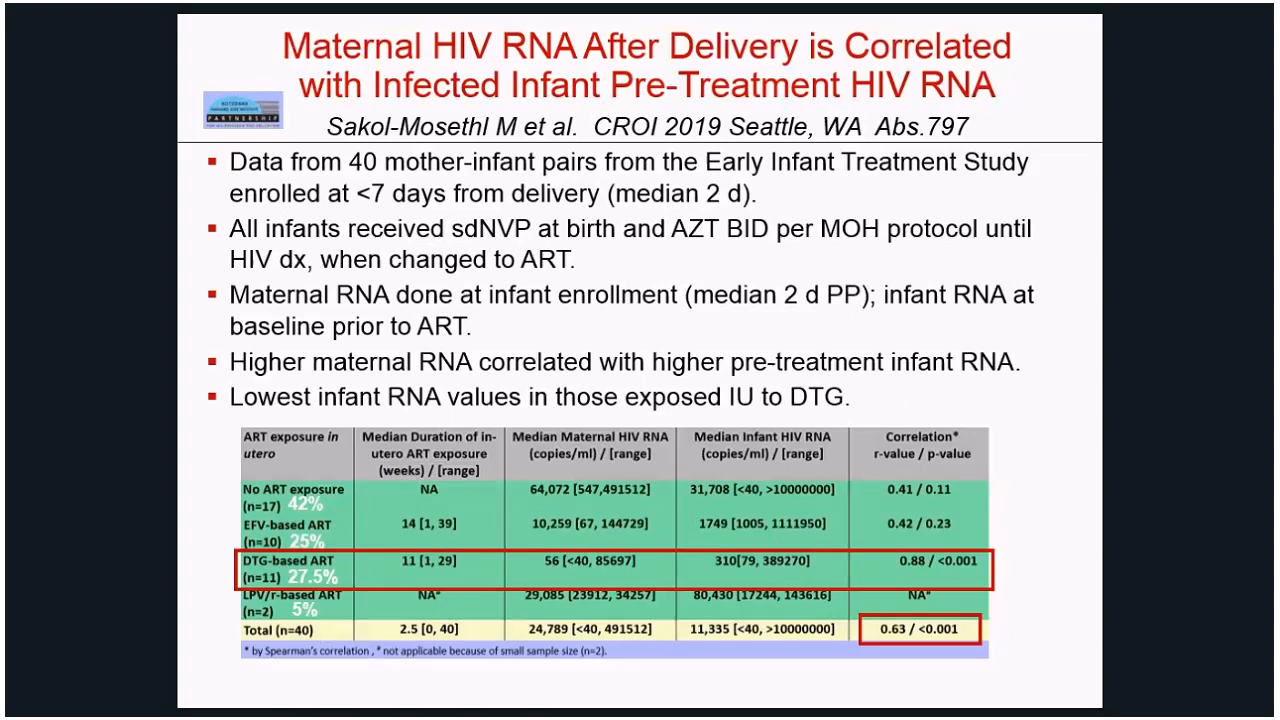 Maternal HIV RNA After Delivery is Correlated
with Infected Infant Pre-Treatment HIV RNA
BOTSWANA
HARVARD AIDS INSTITUTE
PARTNERSHIP
Sakol-Mosethl M et al. CROI 2019 Seattle, WA Abs.797
▪ Data from 40 mother-infant pairs from the Early Infant Treatment Study
enrolled at <7 days from delivery (median 2 d).
▪ All infants received sdNVP at birth and AZT BID per MOH protocol until
HIV dx, when changed to ART.
▪ Maternal RNA done at infant enrollment (median 2 d PP); infant RNA at
baseline prior to ART.
▪ Higher maternal RNA correlated with higher pre-treatment infant RNA.
▪ Lowest infant RNA values in those exposed IU to DTG.
ART exposure in utero | Median Duration of in-utero ART exposure (weeks) / [range] | Median Maternal HIV RNA (copies/ml) / [range] | Median Infant HIV RNA (copies/ml) / [range] | Correlation* r-value / p-value
No ART exposure (n=17) 42% | NA | 64,072 [547,491512] | 31,708 [<40, >10000000] | 0.41 / 0.11
EFV-based ART (n=10) 25% | 14 [1, 39] | 10,259 [67, 144729] | 1749 [1005, 1111950] | 0.42 / 0.23
DTG-based ART (n=11) 27.5% | 11 [1, 29] | 56 [<40, 85697] | 310[79, 389270] | 0.88 / <0.001
LPV/r-based ART (n=2) 5% | NA* | 29,085 [23912, 34257] | 80,430 [17244, 143616] | NA*
Total (n=40) | 2.5 [0, 40] | 24,789 [<40, 491512] | 11,335 [<40, >10000000] | 0.63 / <0.001
* by Spearman's correlation , * not applicable because of small sample size (n=2).